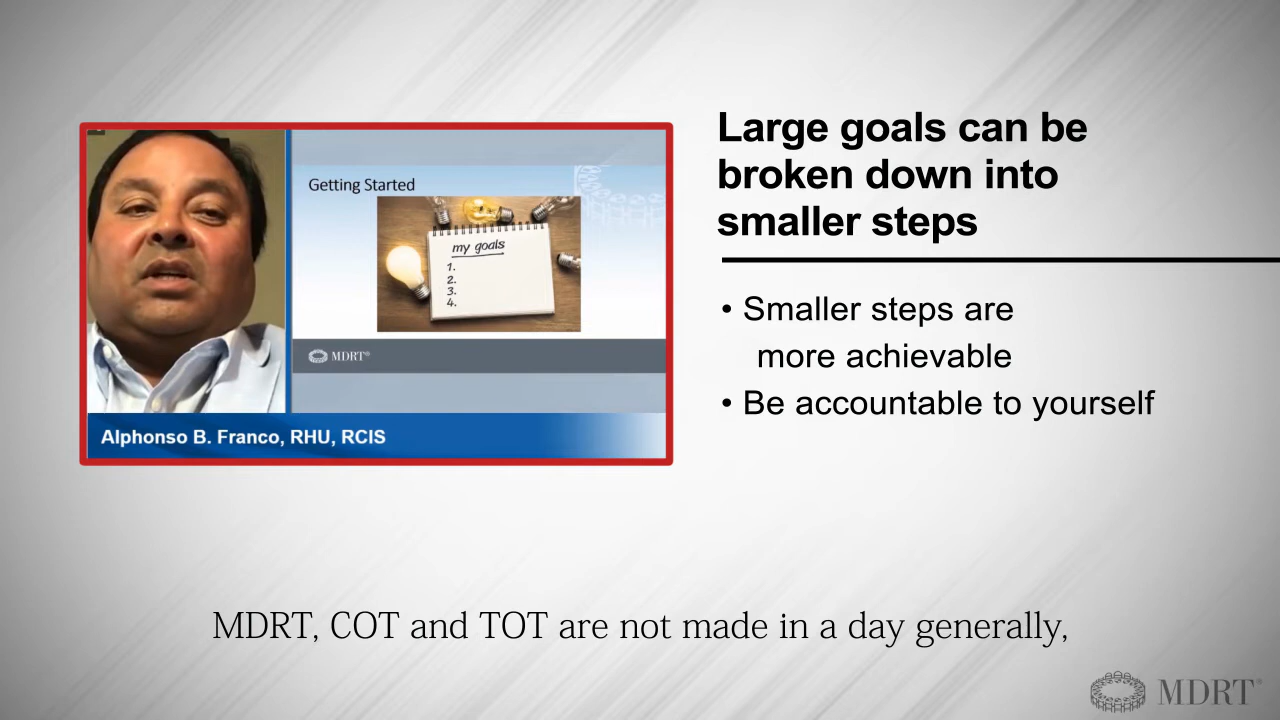 Getting Started
my goals
1.
2.
3.
4.
MDRT®
Alphonso B. Franco, RHU, RCIS
Large goals can be
broken down into
smaller steps
• Smaller steps are
more achievable
• Be accountable to yourself
MDRT, COT and TOT are not made in a day generally,
MDRT®